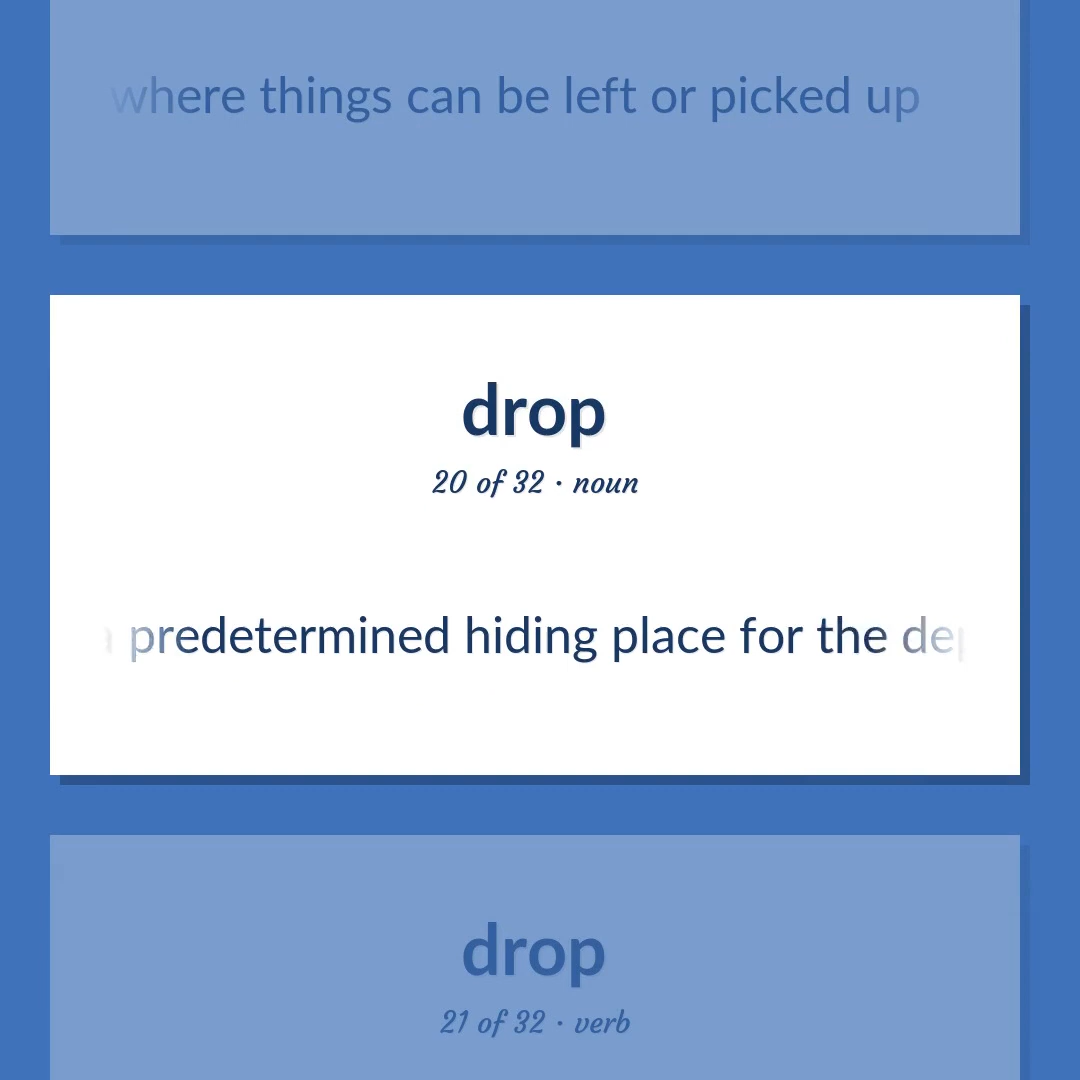 where things can be left or picked up
drop
20 of 32 · noun
predetermined hiding place for the
drop
21 of 32 · verb